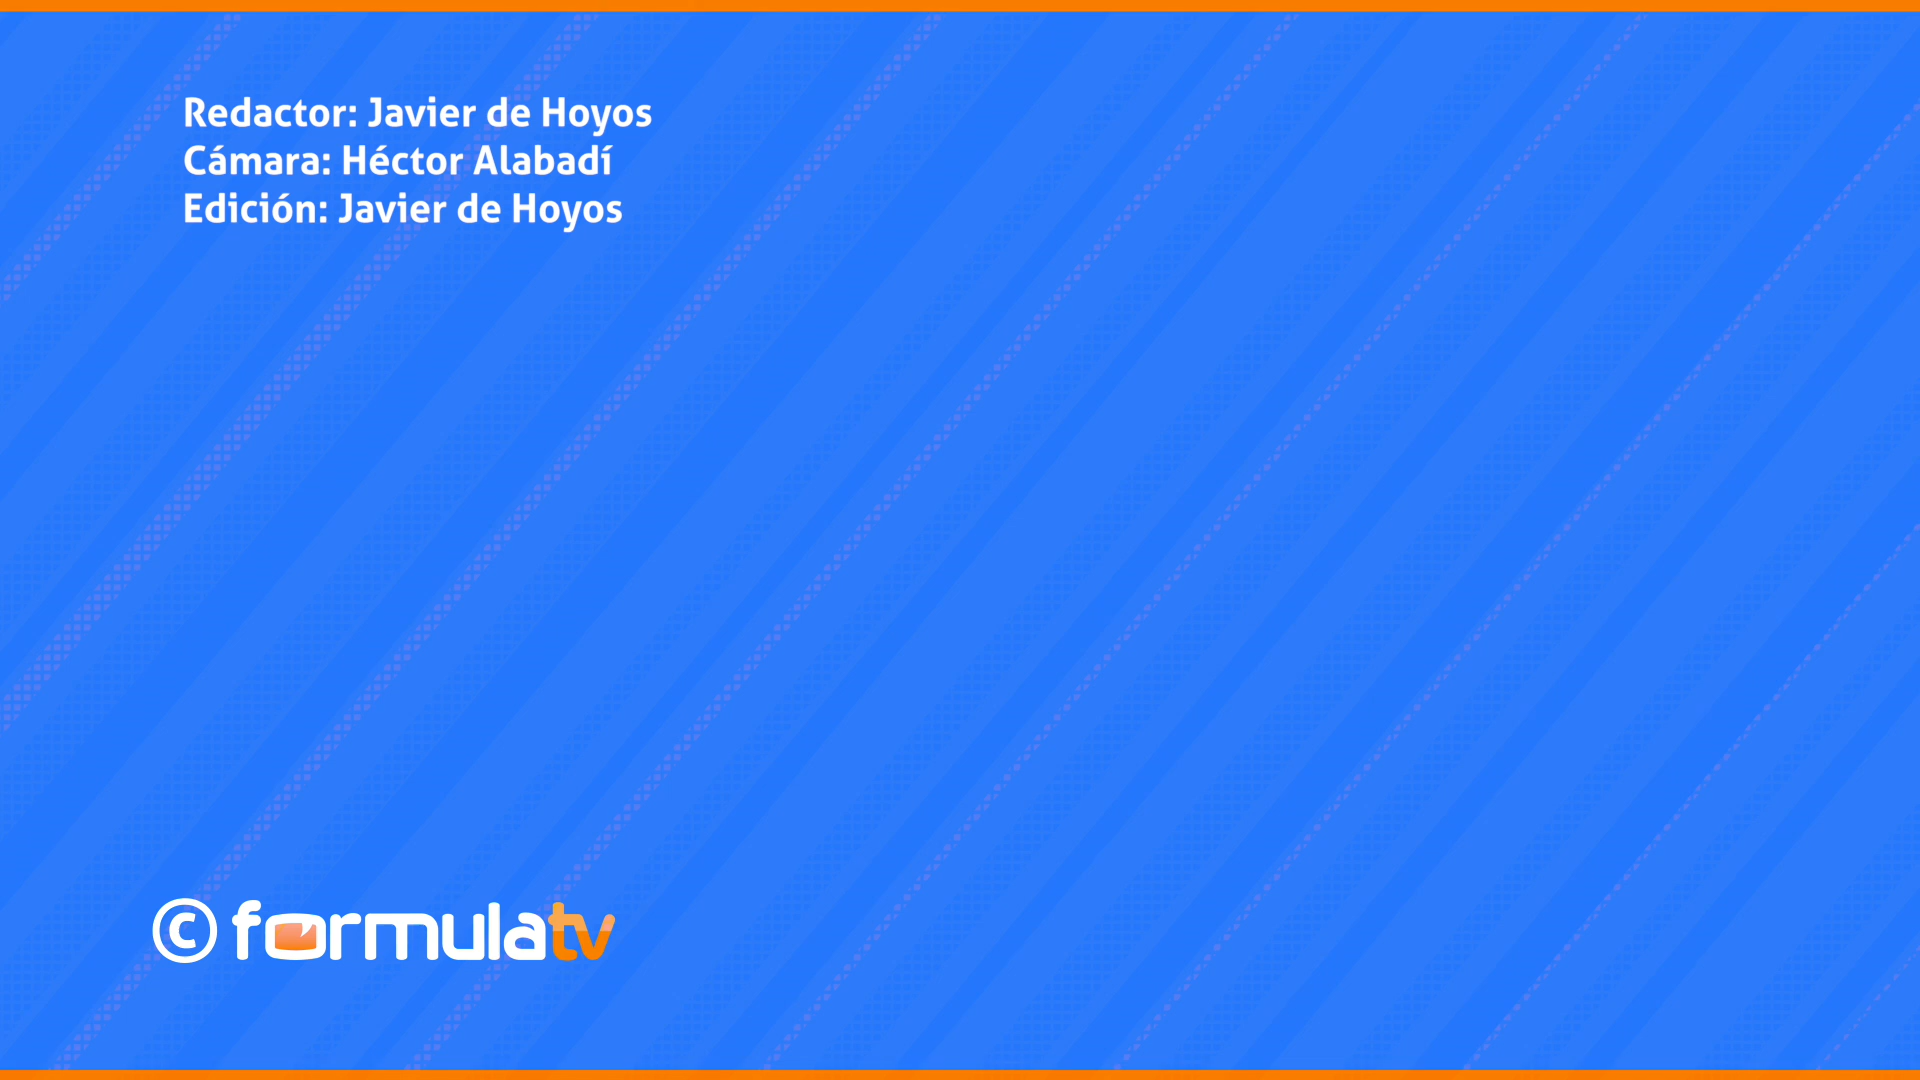 Redactor: Javier de Hoyos
Cámara: Héctor Alabadí
Edición: Javier de Hoyos
© formulatv